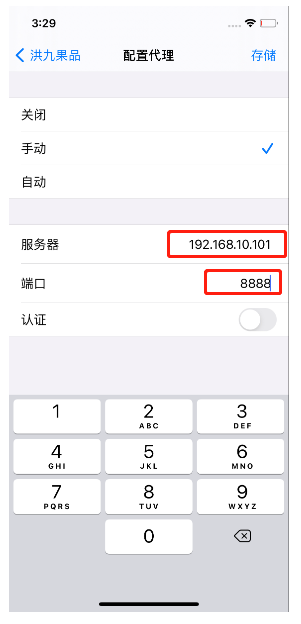 3:29
洪九果品 配置代理 存储
关闭
手动
自动
服务器 192.168.10.101
端口 8888
认证
1 2 3
ABC DEF
4 5 6
GHI JKL MNO
7 8 9
PQRS TUV WXYZ
0